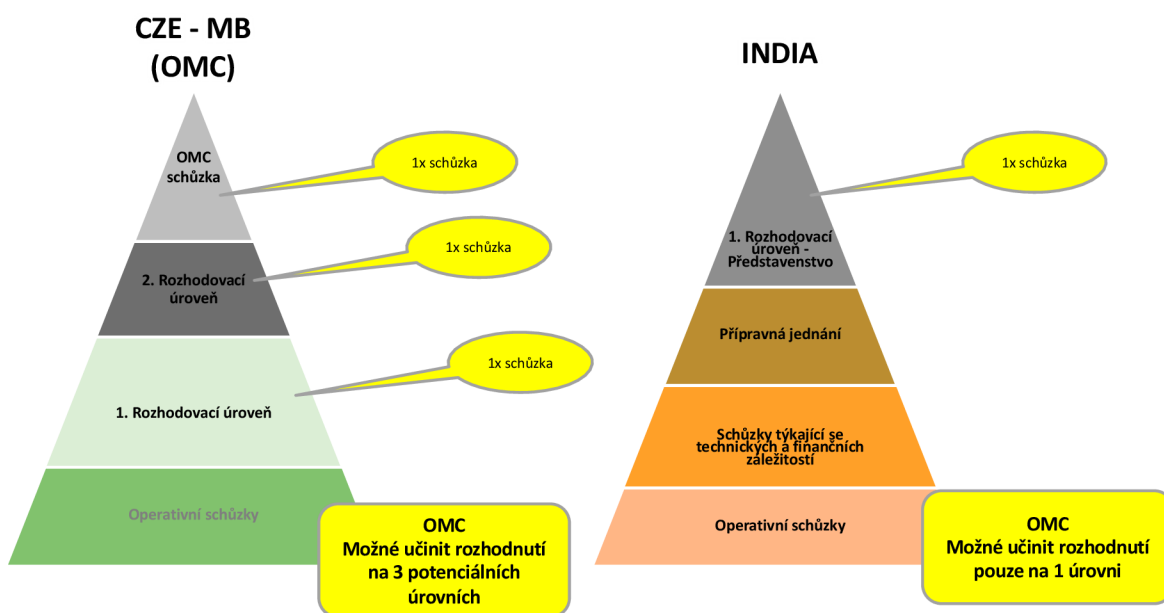 CZE - MB
(OMC)
OMC
schůzka
1x schůzka
2. Rozhodovací
úroveň
1x schůzka
1. Rozhodovací úroveň
1x schůzka
Operativní schůzky
OMC
Možné učinit rozhodnutí
na 3 potenciálních
úrovních
INDIA
1x schůzka
1. Rozhodovací
úroveň -
Představenstvo
Přípravná jednání
Schůzky týkající se
technických a finančních
záležitostí
Operativní schůzky
OMC
Možné učinit rozhodnutí
pouze na 1 úrovni